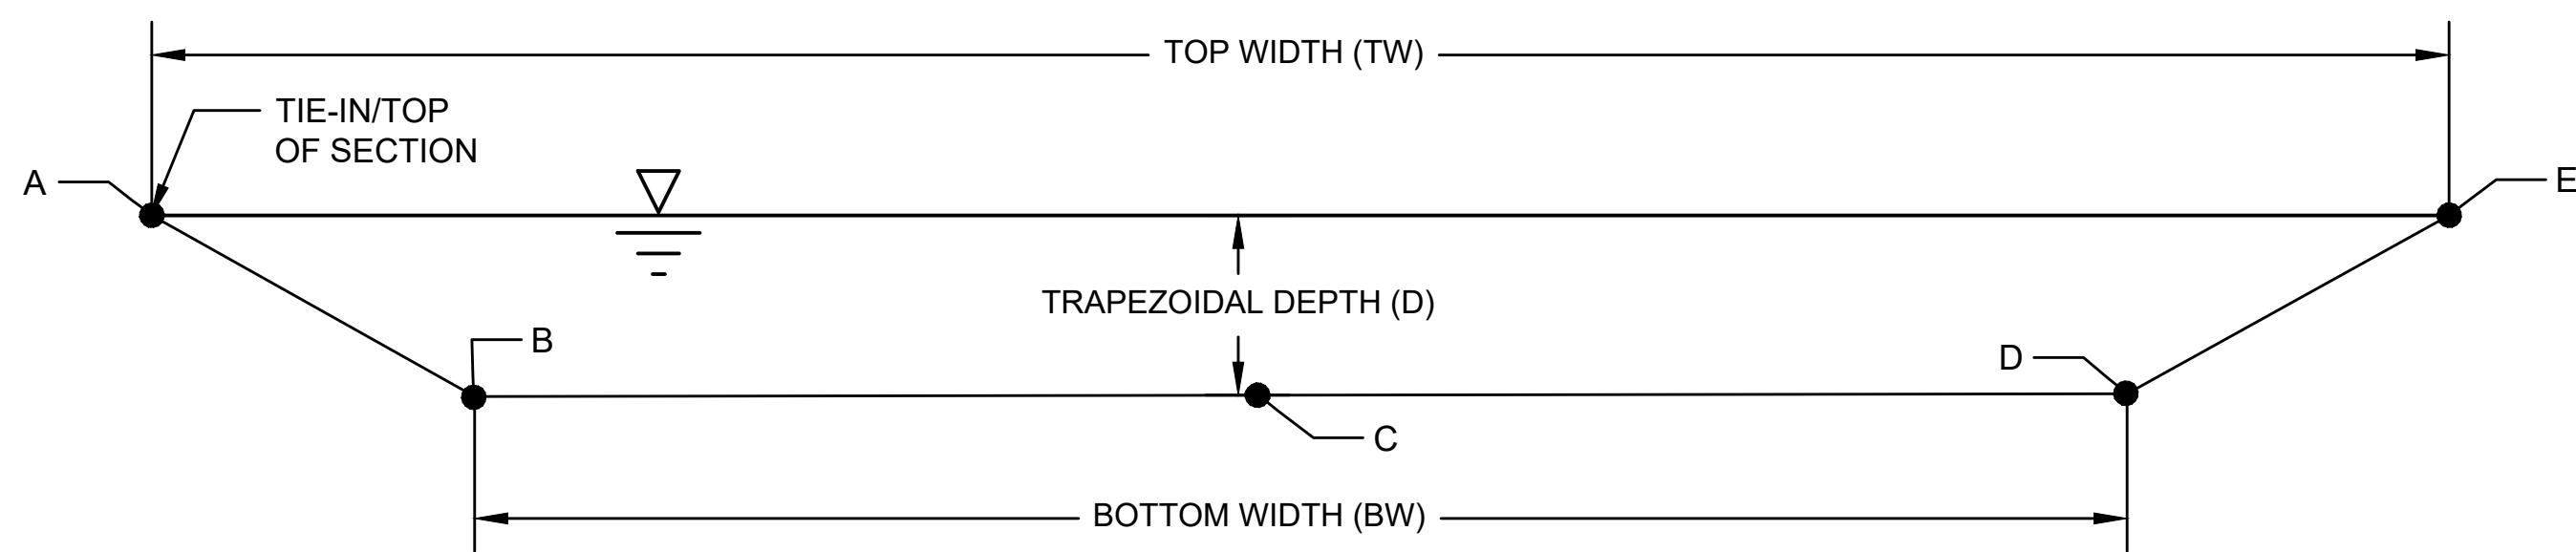 TOP WIDTH (TW)
TIE-IN/TOP
OF SECTION
A
E
TRAPEZOIDAL DEPTH (D)
B
D
C
BOTTOM WIDTH (BW)